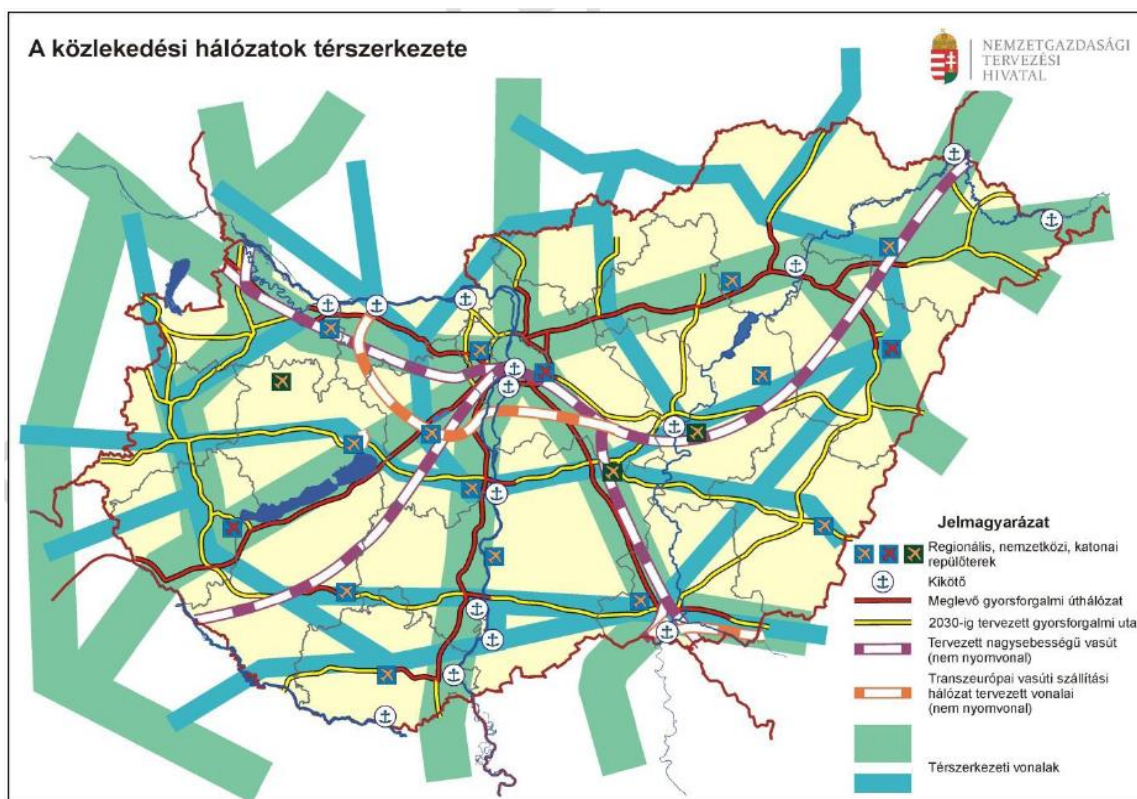 A közlekedési hálózatok térszerkezete
NEMZETGAZDASÁGI
TERVEZÉSI
HIVATAL
Jelmagyarázat
Regionális, nemzetközi, katonai
repülőterek
Kikötő
Meglevő gyorsforgalmi úthálózat
2030-ig tervezett gyorsforgalmi uta
Tervezett nagysebességű vasút
(nem nyomvonal)
Transzeurópai vasúti szállítási
hálózat tervezett vonalai
(nem nyomvonal)
Térszerkezeti vonalak